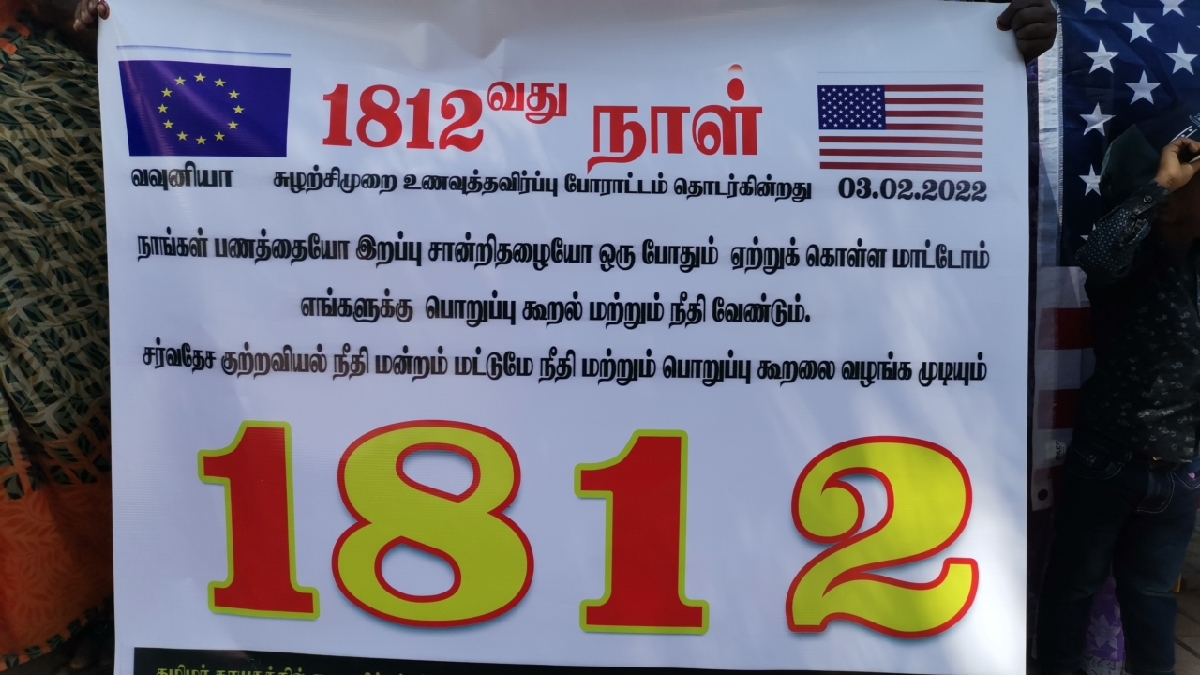 1812வது நாள்
வவுனியா சுழற்சிமுறை உணவுத்தவிர்ப்பு போராட்டம் தொடர்கின்றது 03.02.2022
நாங்கள் பணத்தையோ இறப்பு சான்றிதழையோ ஒரு போதும் ஏற்றுக் கொள்ள மாட்டோம்
எங்களுக்கு பொறுப்பு கூறல் மற்றும் நீதி வேண்டும்.
சர்வதேச குற்றவியல் நீதி மன்றம் மட்டுமே நீதி மற்றும் பொறுப்பு கூறலை வழங்க முடியும்
1812